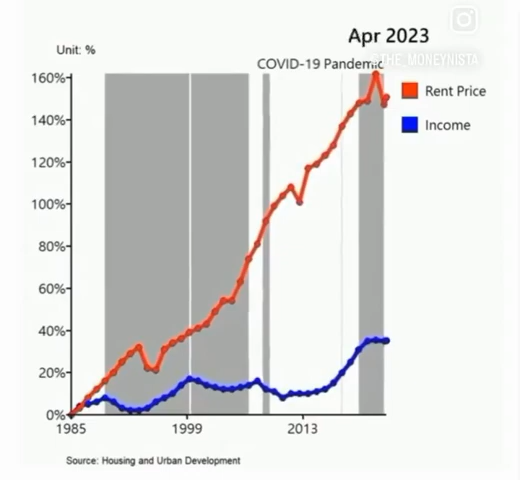 Apr 2023
Unit: %
COVID-19 Pandemic
@THE_MONEYNISTA
160%
Rent Price
140%
Income
120%
100%
80%
60%
40%
20%
0%
1985 1999 2013
Source: Housing and Urban Development